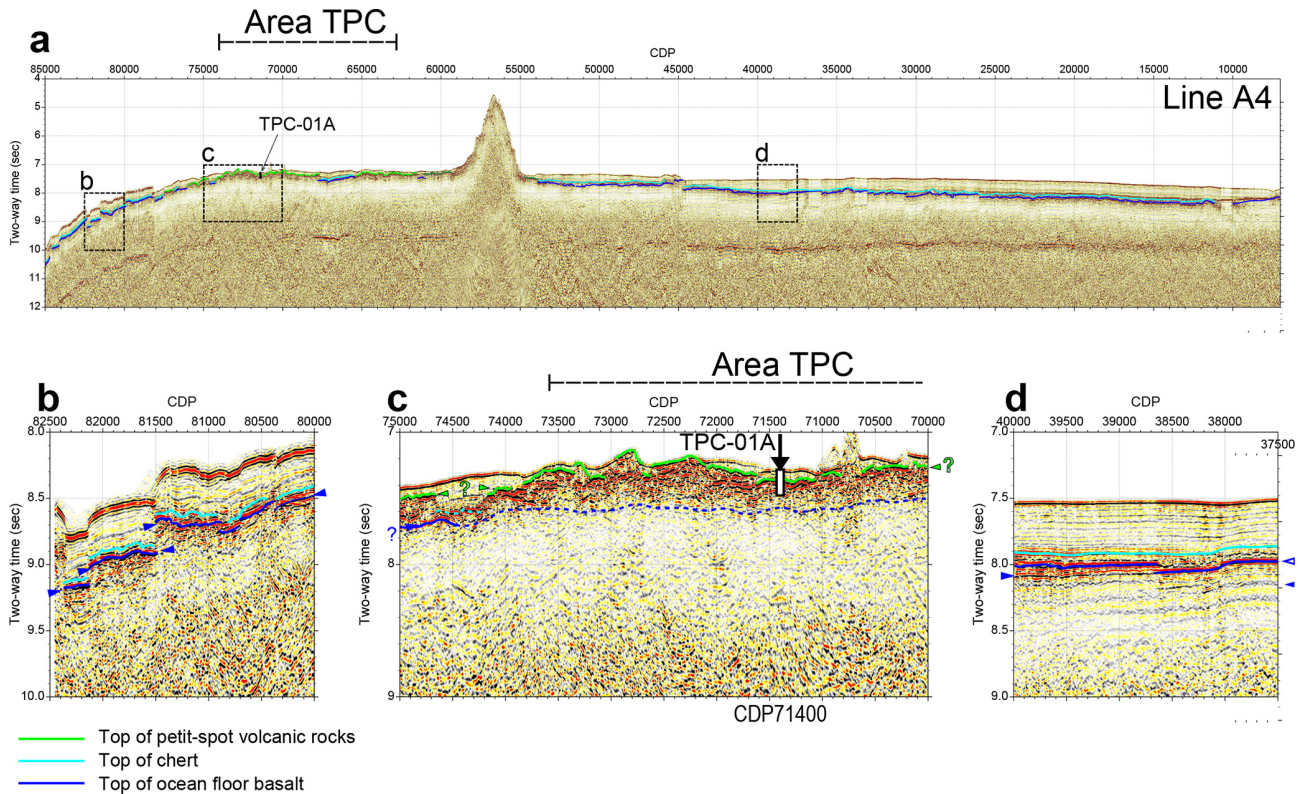 Area TPC
a
CDP
85000 80000 75000 70000 65000 60000 55000 50000 45000 40000 35000 30000 25000 20000 15000 10000
Line A4
TPC-01A
b
c
d
Two-way time (sec)
4
5
6
7
8
9
10
11
12
Area TPC
b
CDP
82500 82000 81500 81000 80500 80000
Two-way time (sec)
8.0
8.5
9.0
9.5
10.0
c
CDP
75000 74500 74000 73500 73000 72500 72000 71500 71000 70500 70000
TPC-01A
?
?
?
Two-way time (sec)
7
8
9
CDP71400
d
CDP
40000 39500 39000 38500 38000 37500
Two-way time (sec)
7.0
7.5
8.0
8.5
9.0
Top of petit-spot volcanic rocks
Top of chert
Top of ocean floor basalt